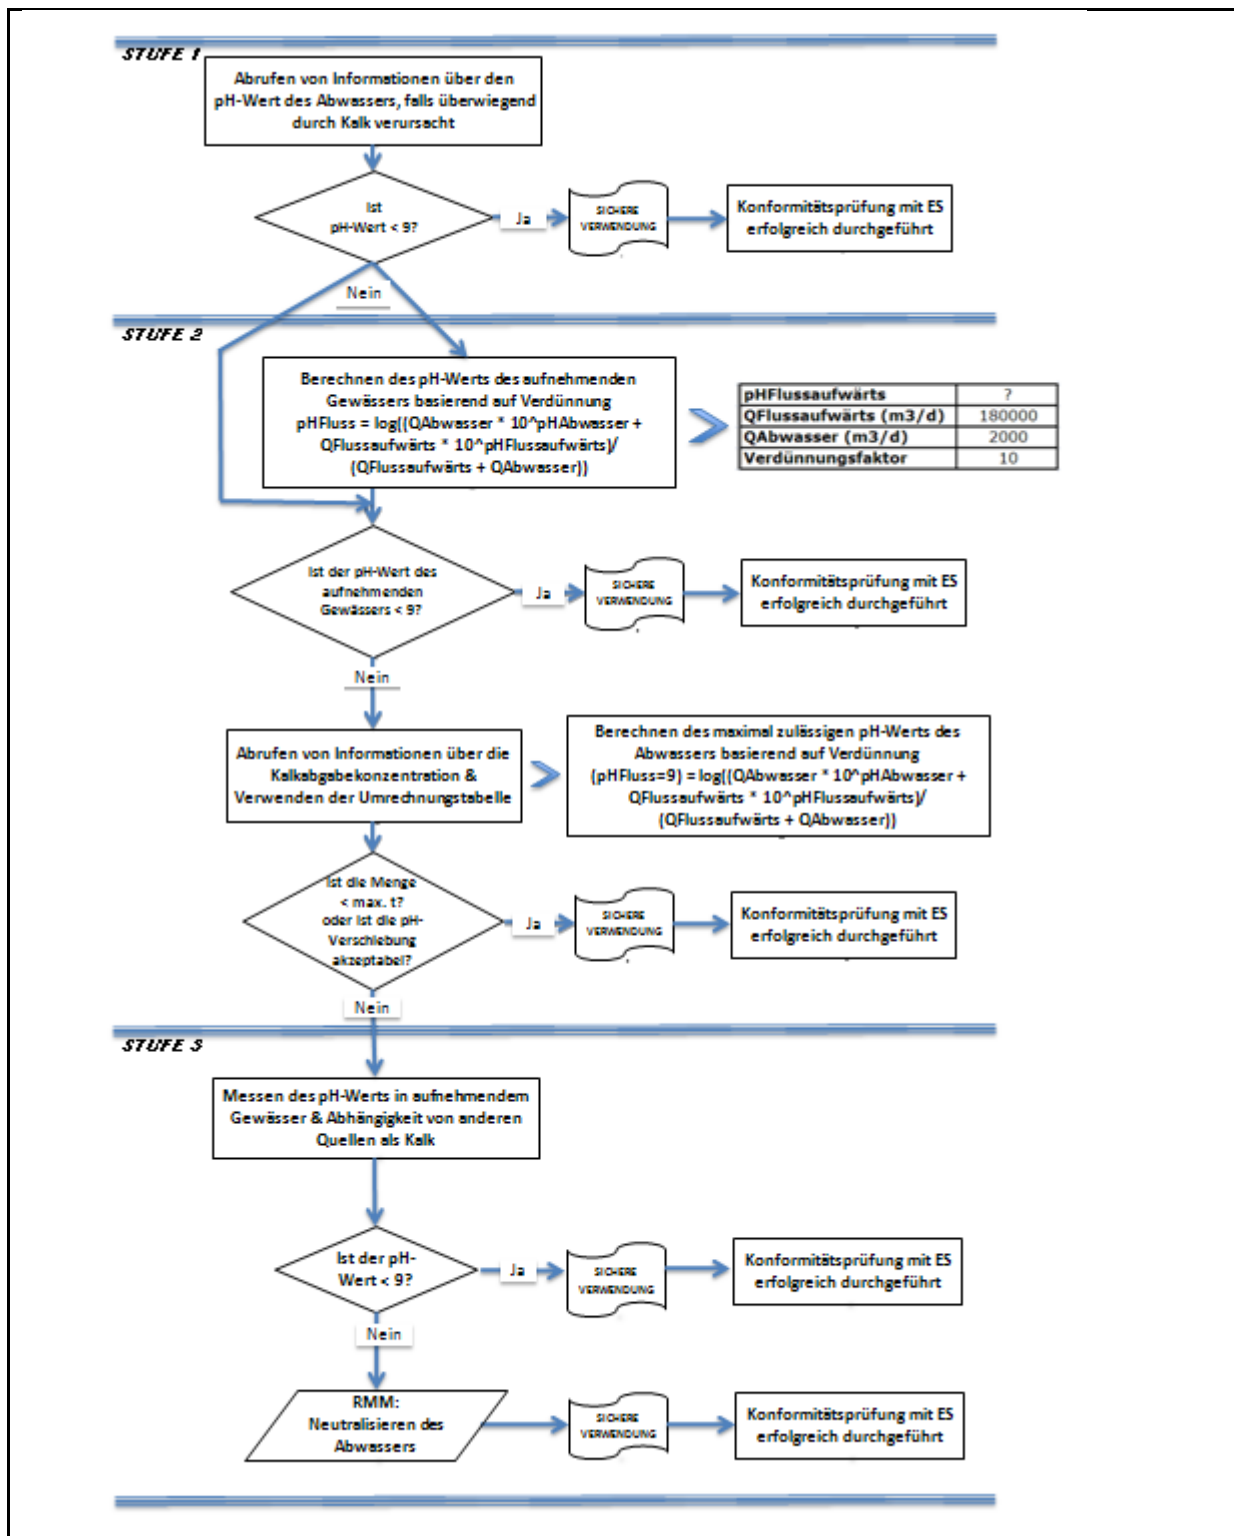 STUFE 1
Abrufen von Informationen über den
pH-Wert des Abwassers, falls überwiegend
durch Kalk verursacht
Ist
pH-Wert < 9?
Ja
SICHERE
VERWENDUNG
Konformitätsprüfung mit ES
erfolgreich durchgeführt
Nein
STUFE 2
Berechnen des pH-Werts des aufnehmenden
Gewässers basierend auf Verdünnung
pHFluss = log((QAbwasser * 10^pHAbwasser +
QFlussaufwärts * 10^pHFlussaufwärts)/
(QFlussaufwärts + QAbwasser))
pHFlussaufwärts ?
QFlussaufwärts (m3/d) 180000
QAbwasser (m3/d) 2000
Verdünnungsfaktor 10
Ist der pH-Wert des
aufnehmenden
Gewässers < 9?
Ja
SICHERE
VERWENDUNG
Konformitätsprüfung mit ES
erfolgreich durchgeführt
Nein
Abrufen von Informationen über die
Kalkabgabekonzentration &
Verwenden der Umrechnungstabelle
Berechnen des maximal zulässigen pH-Werts des
Abwassers basierend auf Verdünnung
(pHFluss=9) = log((QAbwasser * 10^pHAbwasser +
QFlussaufwärts * 10^pHFlussaufwärts)/
(QFlussaufwärts + QAbwasser))
Ist die Menge
< max. t?
oder ist die pH-
Verschiebung
akzeptabel?
Ja
SICHERE
VERWENDUNG
Konformitätsprüfung mit ES
erfolgreich durchgeführt
Nein
STUFE 3
Messen des pH-Werts in aufnehmendem
Gewässer & Abhängigkeit von anderen
Quellen als Kalk
Ist der pH-
Wert < 9?
Ja
SICHERE
VERWENDUNG
Konformitätsprüfung mit ES
erfolgreich durchgeführt
Nein
RMM:
Neutralisieren des
Abwassers
SICHERE
VERWENDUNG
Konformitätsprüfung mit ES
erfolgreich durchgeführt